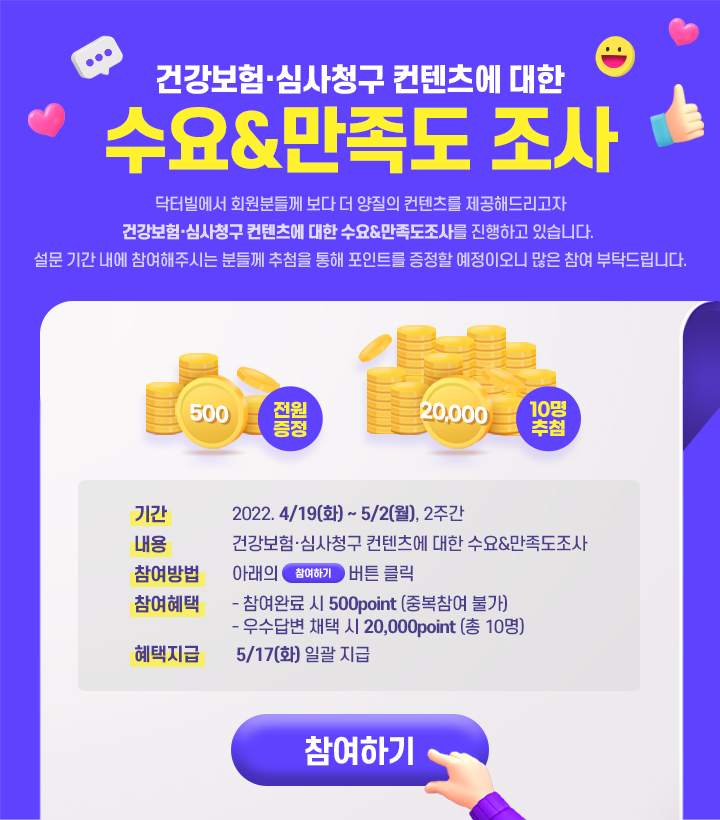 건강보험·심사청구 컨텐츠에 대한
수요&만족도 조사
닥터빌에서 회원분들께 보다 더 양질의 컨텐츠를 제공해드리고자
건강보험·심사청구 컨텐츠에 대한 수요&만족도조사를 진행하고 있습니다.
설문 기간 내에 참여해주시는 분들께 추첨을 통해 포인트를 증정할 예정이오니 많은 참여 부탁드립니다.
500
전원
증정
20,000
10명
추첨
기간 2022. 4/19(화) ~ 5/2(월), 2주간
내용 건강보험·심사청구 컨텐츠에 대한 수요&만족도조사
참여방법 아래의 참여하기 버튼 클릭
참여혜택 - 참여완료 시 500point (중복참여 불가)
- 우수답변 채택 시 20,000point (총 10명)
혜택지급 5/17(화) 일괄 지급
참여하기